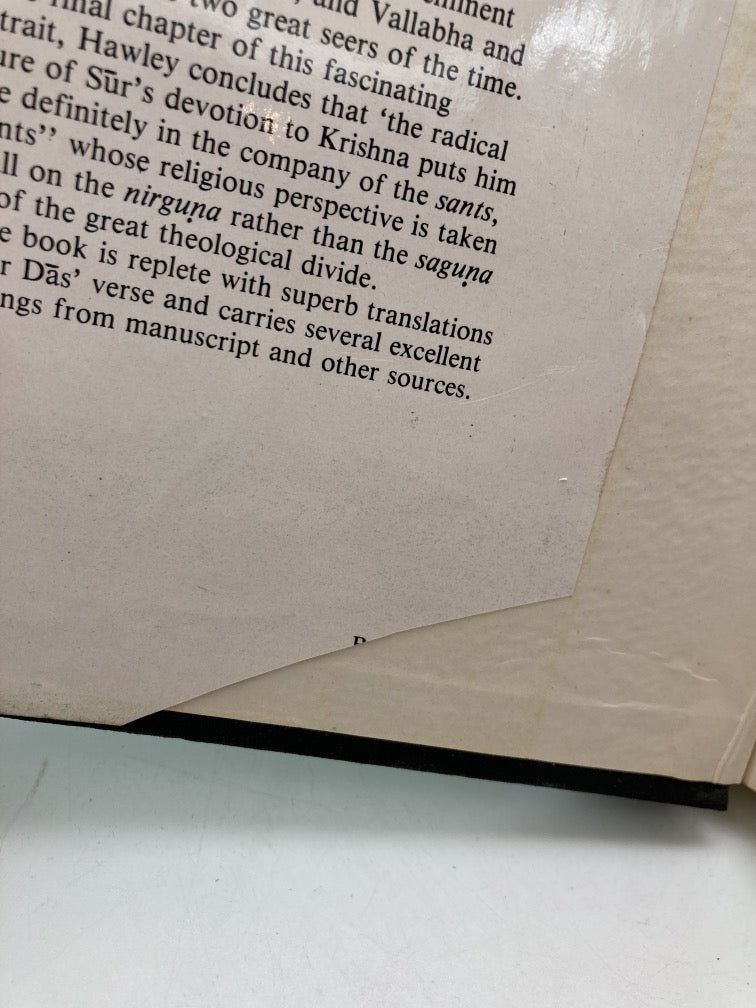 and Vallabha and
two great seers of the time.
chapter of this fascinating
trait, Hawley concludes that ‘the radical
ure of Sūr’s devotion to Krishna puts him
e definitely in the company of the sants,
nts’’ whose religious perspective is taken
ll on the nirguṇa rather than the saguṇa
of the great theological divide.
e book is replete with superb translations
r Dās’ verse and carries several excellent
ngs from manuscript and other sources.